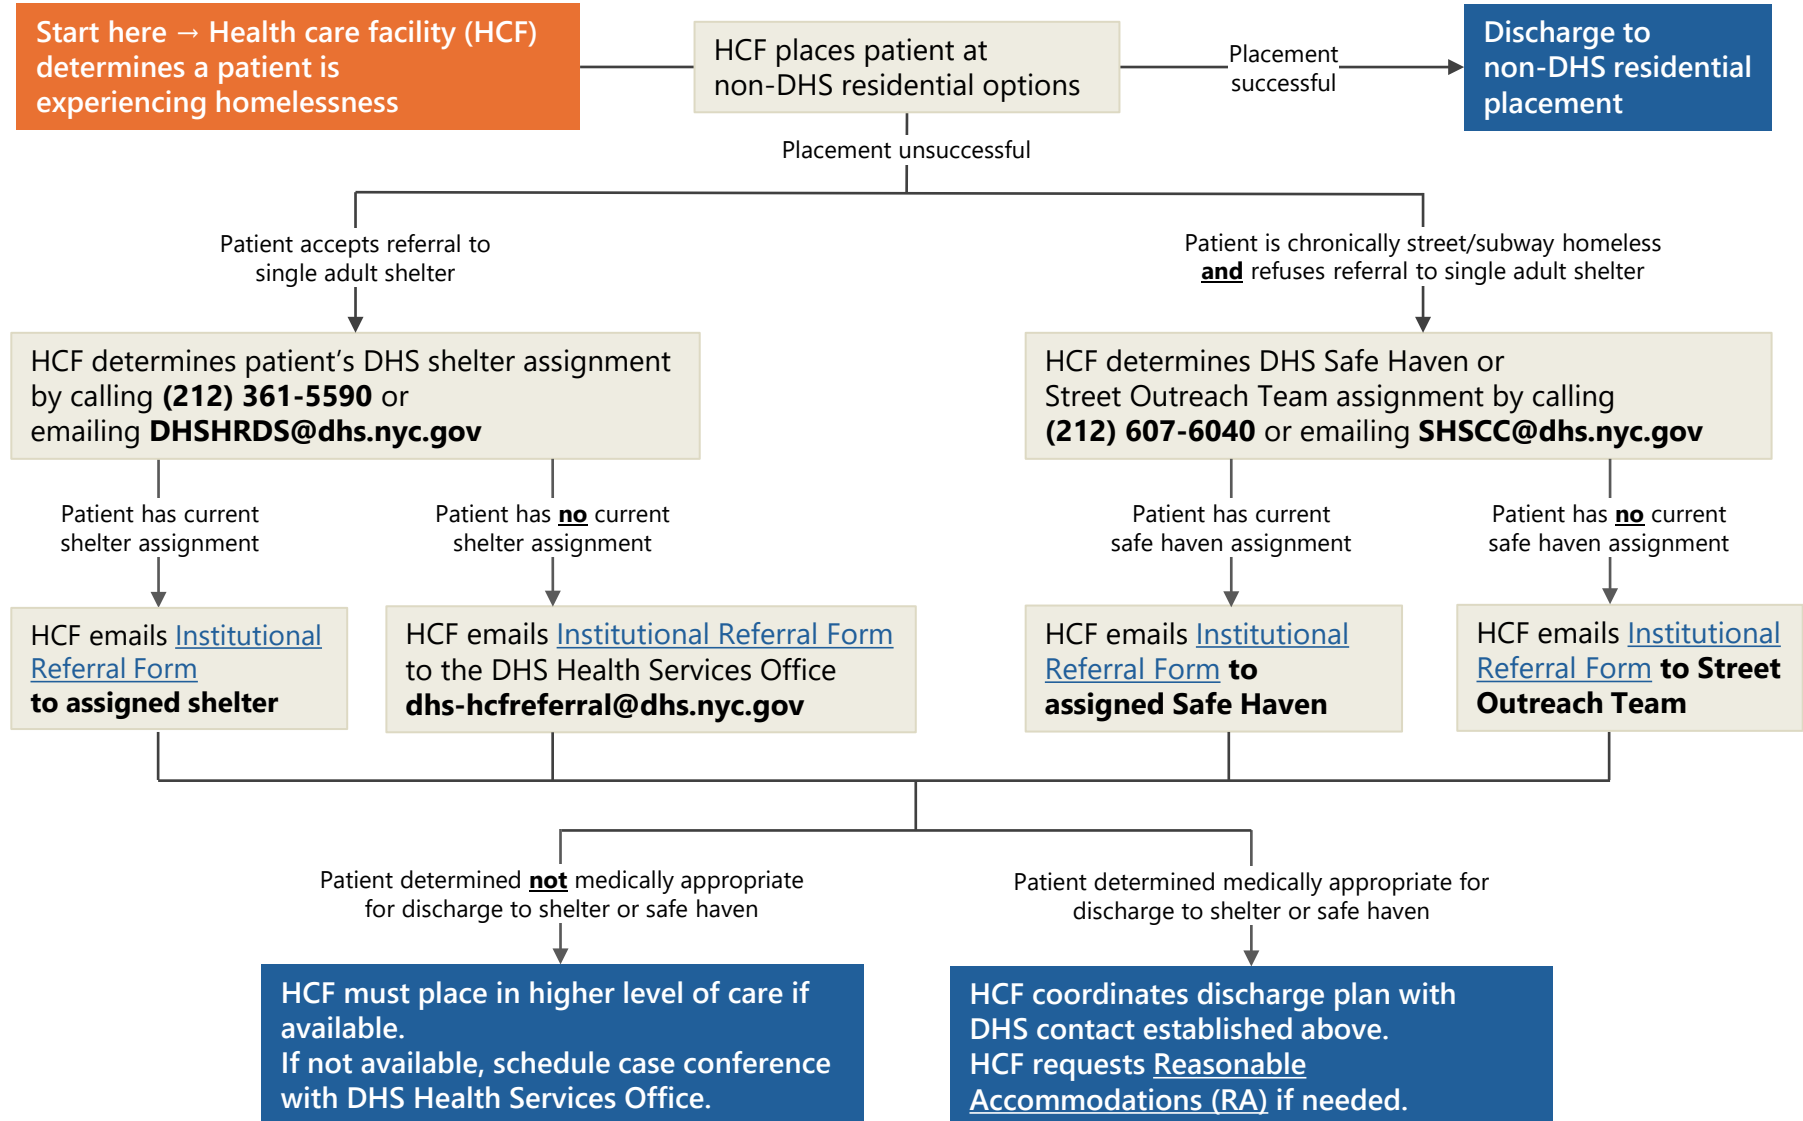 Start here → Health care facility (HCF)
determines a patient is
experiencing homelessness
HCF places patient at
non-DHS residential options
Placement
successful
Discharge to
non-DHS residential
placement
Placement unsuccessful
Patient accepts referral to
single adult shelter
Patient is chronically street/subway homeless
and refuses referral to single adult shelter
HCF determines patient’s DHS shelter assignment
by calling (212) 361-5590 or
emailing DHSHRDS@dhs.nyc.gov
HCF determines DHS Safe Haven or
Street Outreach Team assignment by calling
(212) 607-6040 or emailing SHSCC@dhs.nyc.gov
Patient has current
shelter assignment
Patient has no current
shelter assignment
Patient has current
safe haven assignment
Patient has no current
safe haven assignment
HCF emails Institutional
Referral Form
to assigned shelter
HCF emails Institutional Referral Form
to the DHS Health Services Office
dhs-hcfreferral@dhs.nyc.gov
HCF emails Institutional
Referral Form to
assigned Safe Haven
HCF emails Institutional
Referral Form to Street
Outreach Team
Patient determined not medically appropriate
for discharge to shelter or safe haven
Patient determined medically appropriate for
discharge to shelter or safe haven
HCF must place in higher level of care if
available.
If not available, schedule case conference
with DHS Health Services Office.
HCF coordinates discharge plan with
DHS contact established above.
HCF requests Reasonable
Accommodations (RA) if needed.